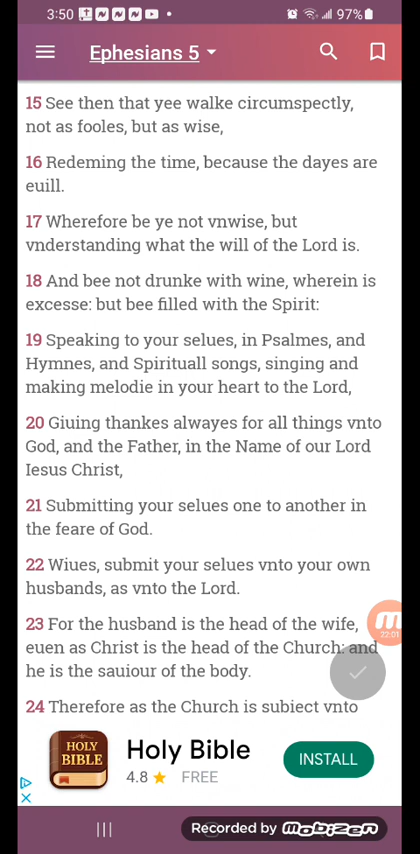 3:50 97%
Ephesians 5
15 See then that yee walke circumspectly,
not as fooles, but as wise,
16 Redeming the time, because the dayes are
euill.
17 Wherefore be ye not vnwise, but
vnderstanding what the will of the Lord is.
18 And bee not drunke with wine, wherein is
excesse: but bee filled with the Spirit:
19 Speaking to your selues, in Psalmes, and
Hymnes, and Spirituall songs, singing and
making melodie in your heart to the Lord,
20 Giuing thankes alwayes for all things vnto
God, and the Father, in the Name of our Lord
Iesus Christ,
21 Submitting your selues one to another in
the feare of God.
22 Wiues, submit your selues vnto your own
husbands, as vnto the Lord.
23 For the husband is the head of the wife,
euen as Christ is the head of the Church: and
he is the sauiour of the body.
22:01
24 Therefore as the Church is subiect vnto
HOLY
BIBLE
Holy Bible
4.8 FREE
INSTALL
Recorded by mobizen